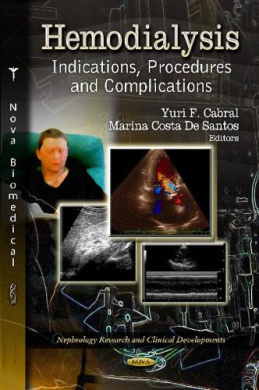 Hemodialysis
Indications, Procedures
and Complications
Yuri F. Cabral
Marina Costa De Santos
Editors
Nova Biomedical
Nephrology Research and Clinical Developments
NOVA